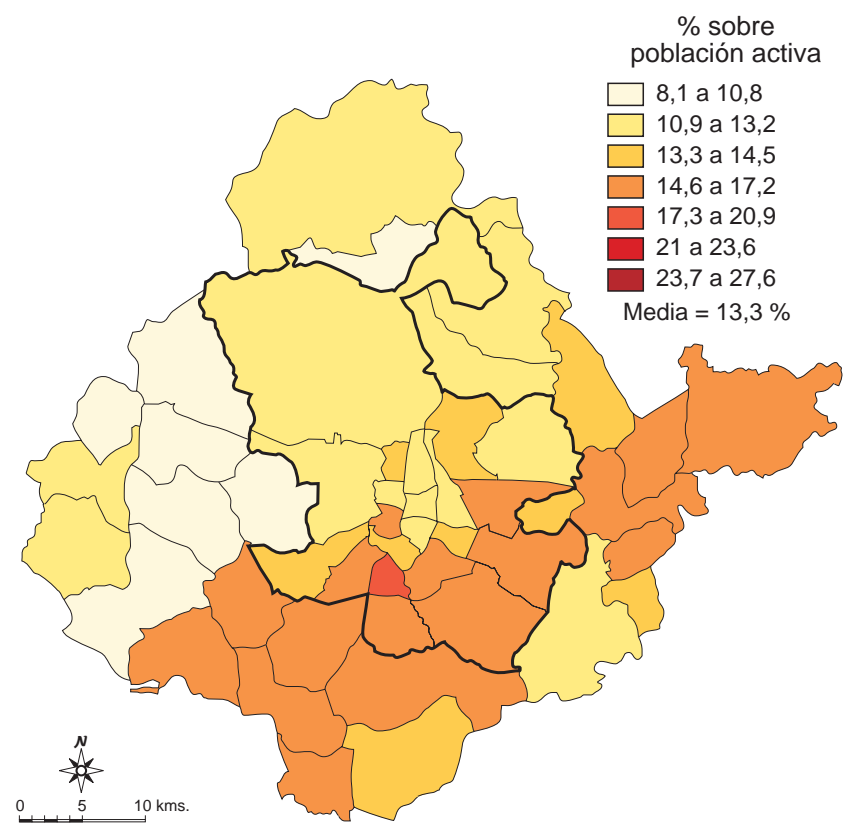 % sobre
población activa
8,1 a 10,8
10,9 a 13,2
13,3 a 14,5
14,6 a 17,2
17,3 a 20,9
21 a 23,6
23,7 a 27,6
Media = 13,3 %
N
0 5 10 kms.